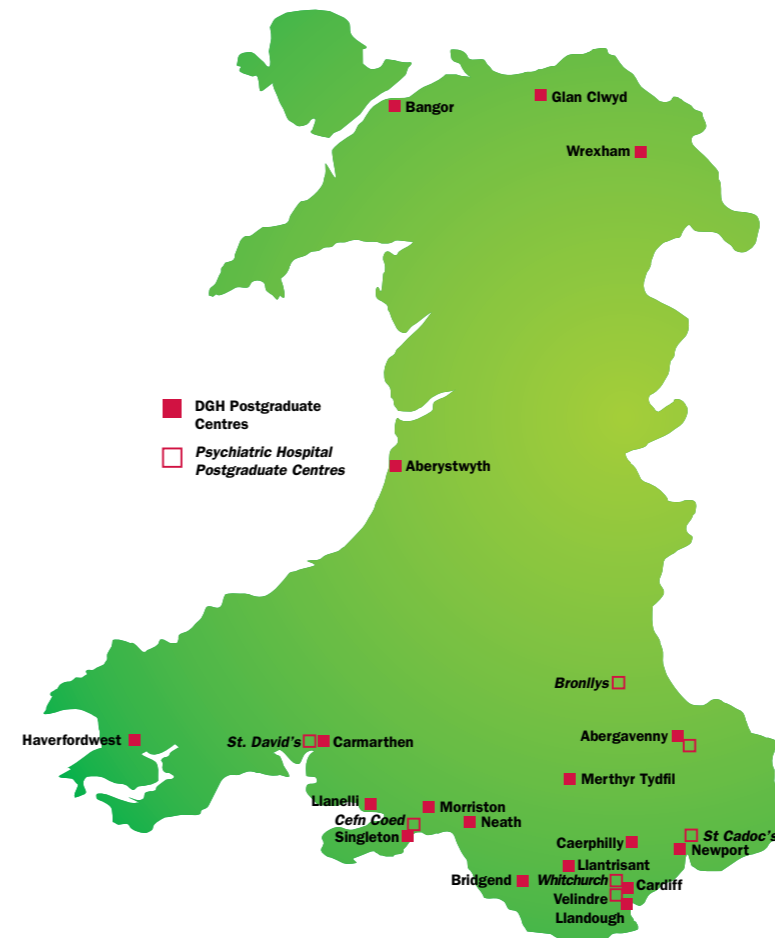 Bangor
Glan Clwyd
Wrexham
DGH Postgraduate
Centres
Psychiatric Hospital
Postgraduate Centres
Aberystwyth
Bronllys
Haverfordwest
St. David's
Carmarthen
Abergavenny
Merthyr Tydfil
Llanelli
Morriston
Cefn Coed
Neath
Singleton
Caerphilly
St Cadoc's
Newport
Llantrisant
Bridgend
Whitchurch
Cardiff
Velindre
Llandough